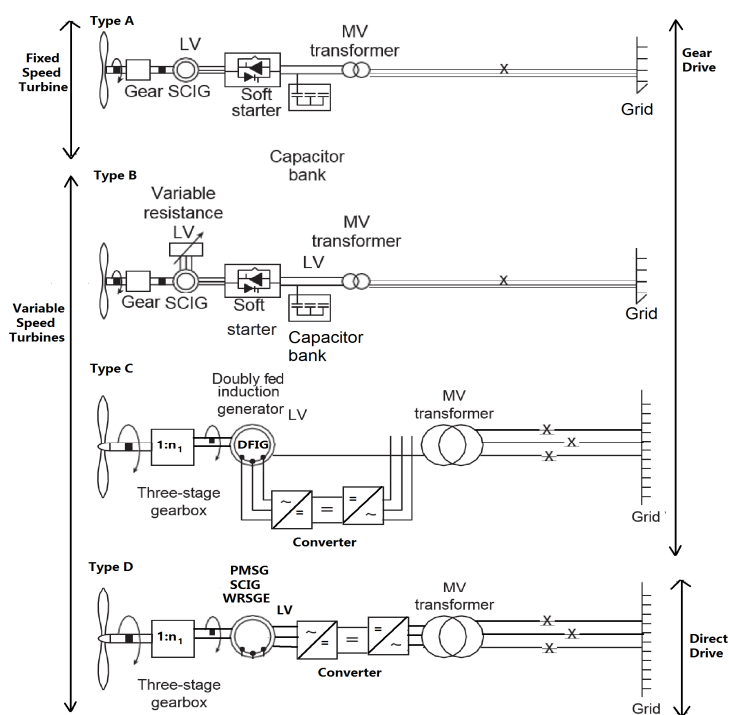 Type A
Fixed
Speed
Turbine
LV
MV
transformer
Gear
Drive
Gear SCIG
Soft
starter
Grid
Capacitor
bank
Type B
Variable
resistance
LV
MV
transformer
LV
Gear SCIG
Soft
starter
Capacitor
bank
Grid
Variable
Speed
Turbines
Type C
Doubly fed
induction
generator
LV
MV
transformer
1:n1
DFIG
Three-stage
gearbox
~
=
=
=
~
Converter
Grid
Type D
PMSG
SCIG
WRSGE
LV
MV
transformer
1:n1
~
=
=
=
~
Converter
Direct
Drive
Three-stage
gearbox
Grid